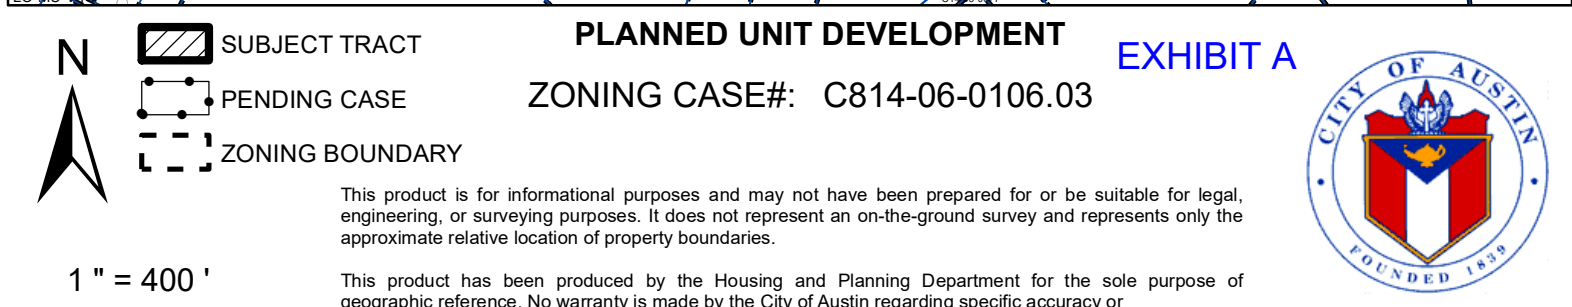 N
SUBJECT TRACT
PENDING CASE
ZONING BOUNDARY
1 " = 400 '
PLANNED UNIT DEVELOPMENT
ZONING CASE#: C814-06-0106.03
EXHIBIT A
This product is for informational purposes and may not have been prepared for or be suitable for legal,
engineering, or surveying purposes. It does not represent an on-the-ground survey and represents only the
approximate relative location of property boundaries.
This product has been produced by the Housing and Planning Department for the sole purpose of
geographic reference. No warranty is made by the City of Austin regarding specific accuracy or
CITY OF AUSTIN
FOUNDED 1839